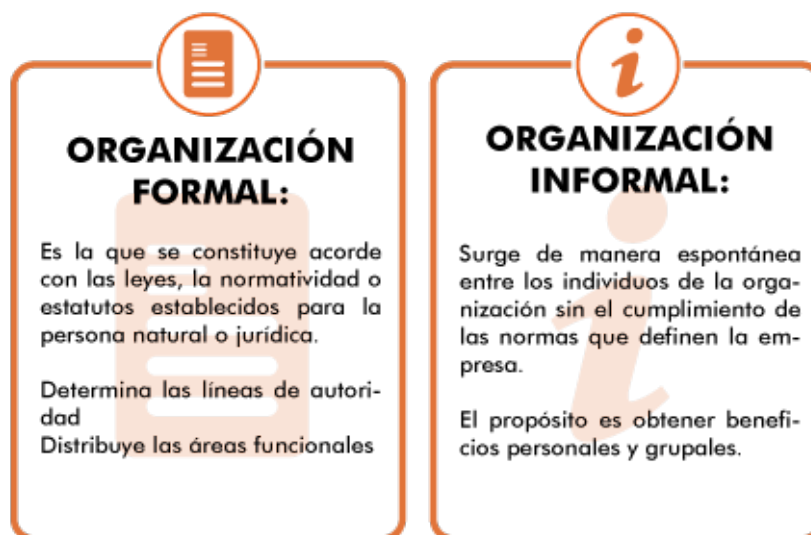 ORGANIZACIÓN
FORMAL:
Es la que se constituye acorde
con las leyes, la normatividad o
estatutos establecidos para la
persona natural o jurídica.
Determina las líneas de autori-
dad
Distribuye las áreas funcionales
ORGANIZACIÓN
INFORMAL:
Surge de manera espontánea
entre los individuos de la orga-
nización sin el cumplimiento de
las normas que definen la em-
presa.
El propósito es obtener benefi-
cios personales y grupales.